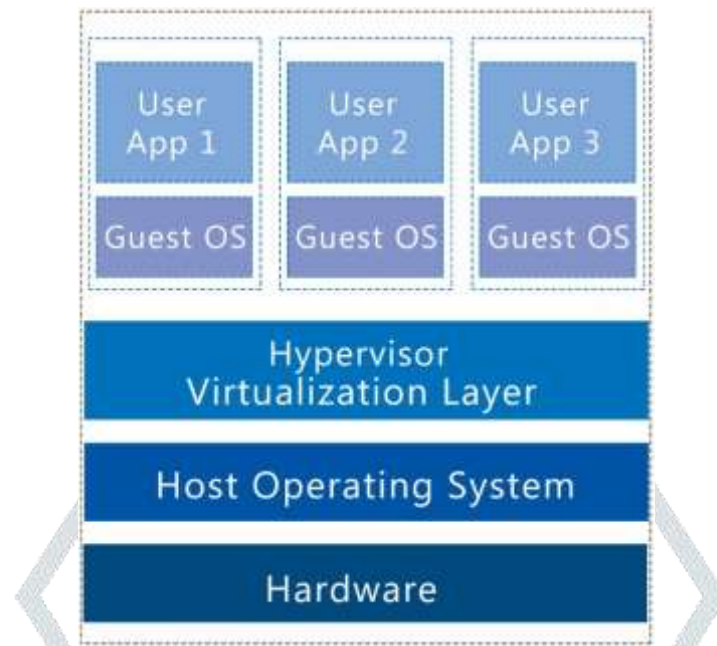 User
App 1
User
App 2
User
App 3
Guest OS
Guest OS
Guest OS
Hypervisor
Virtualization Layer
Host Operating System
Hardware